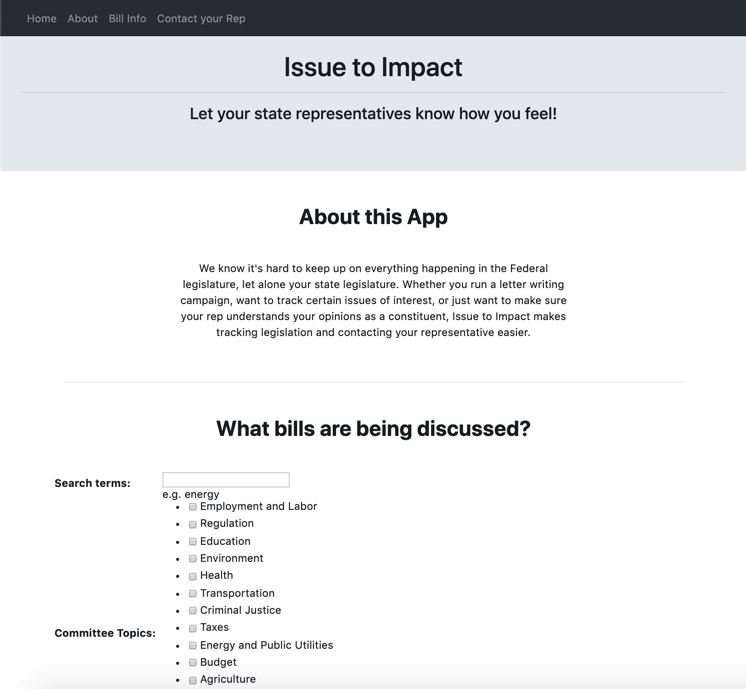 Home About Bill Info Contact your Rep
Issue to Impact
Let your state representatives know how you feel!
About this App
We know it's hard to keep up on everything happening in the Federal
legislature, let alone your state legislature. Whether you run a letter writing
campaign, want to track certain issues of interest, or just want to make sure
your rep understands your opinions as a constituent, Issue to Impact makes
tracking legislation and contacting your representative easier.
What bills are being discussed?
Search terms:
e.g. energy
Committee Topics:
Employment and Labor
Regulation
Education
Environment
Health
Transportation
Criminal Justice
Taxes
Energy and Public Utilities
Budget
Agriculture